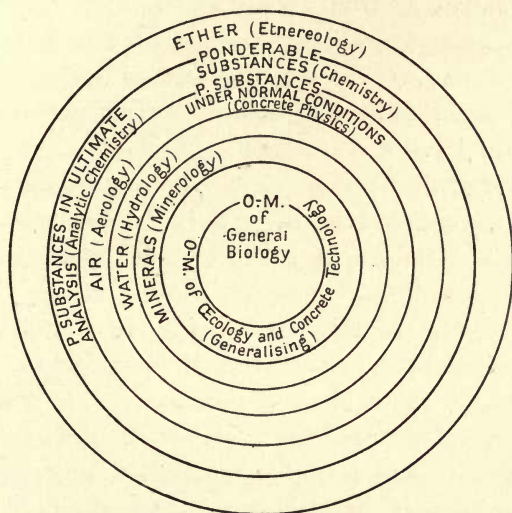 ETHER (Etnereology)
PONDERABLE
SUBSTANCES (Chemistry)
P. SUBSTANCES
UNDER NORMAL CONDITIONS
(Concrete Physics)
P. SUBSTANCES IN ULTIMATE
ANALYSIS (Analytic Chemistry)
AIR (Aerology)
WATER (Hydrology)
MINERALS (Minerology)
O-M. of Œcology and Concrete Technology
(Generalising)
O.-M.
of
General
Biology